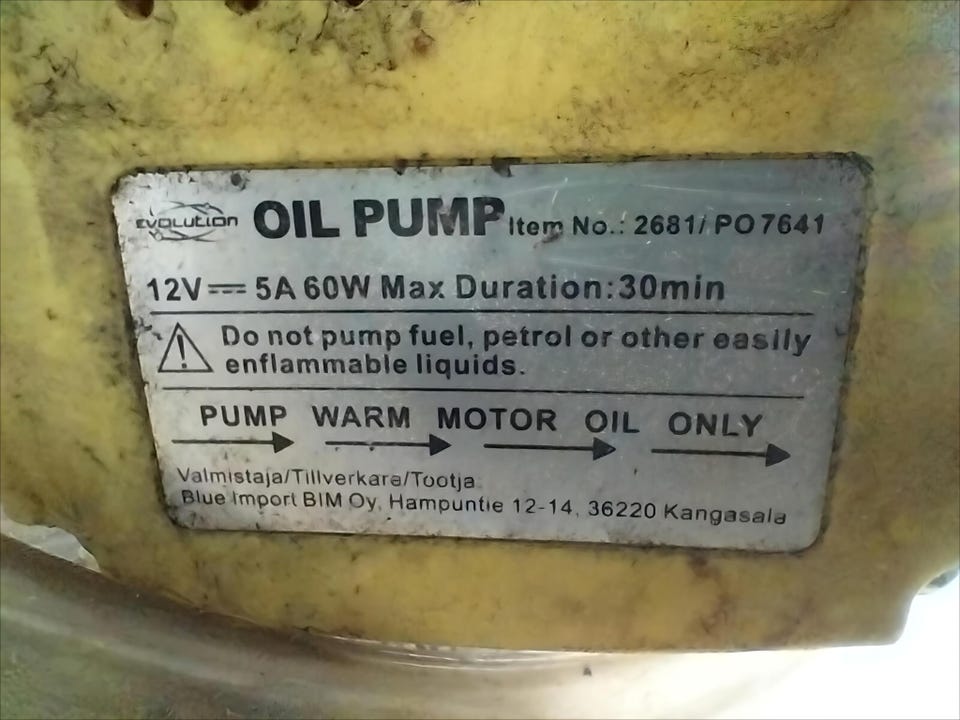 EVOLUTION OIL PUMP Item No.: 2681/ PO7641
12V⎓ 5A 60W Max Duration:30min
Do not pump fuel, petrol or other easily
enflammable liquids.
PUMP WARM MOTOR OIL ONLY
Valmistaja/Tillverkara/Tootja
Blue Import BIM Oy, Hampuntie 12-14, 36220 Kangasala